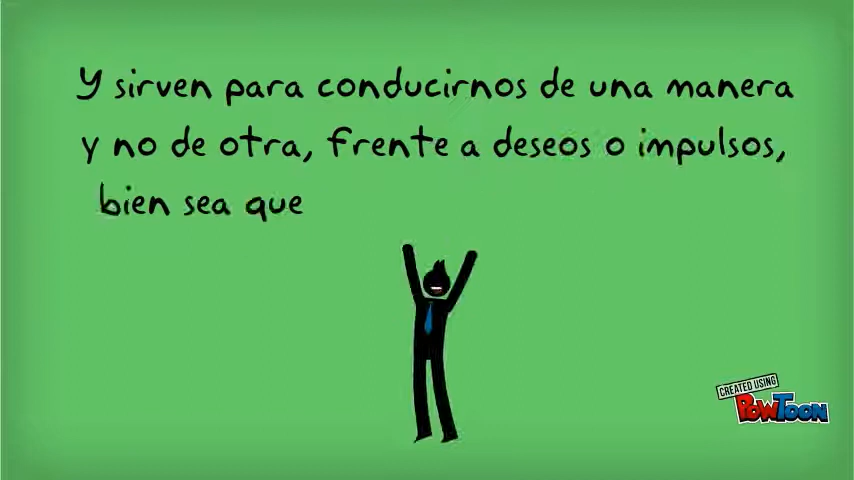 Y sirven para conducirnos de una manera
y no de otra, frente a deseos o impulsos,
bien sea que
CREATED USING
POWTOON